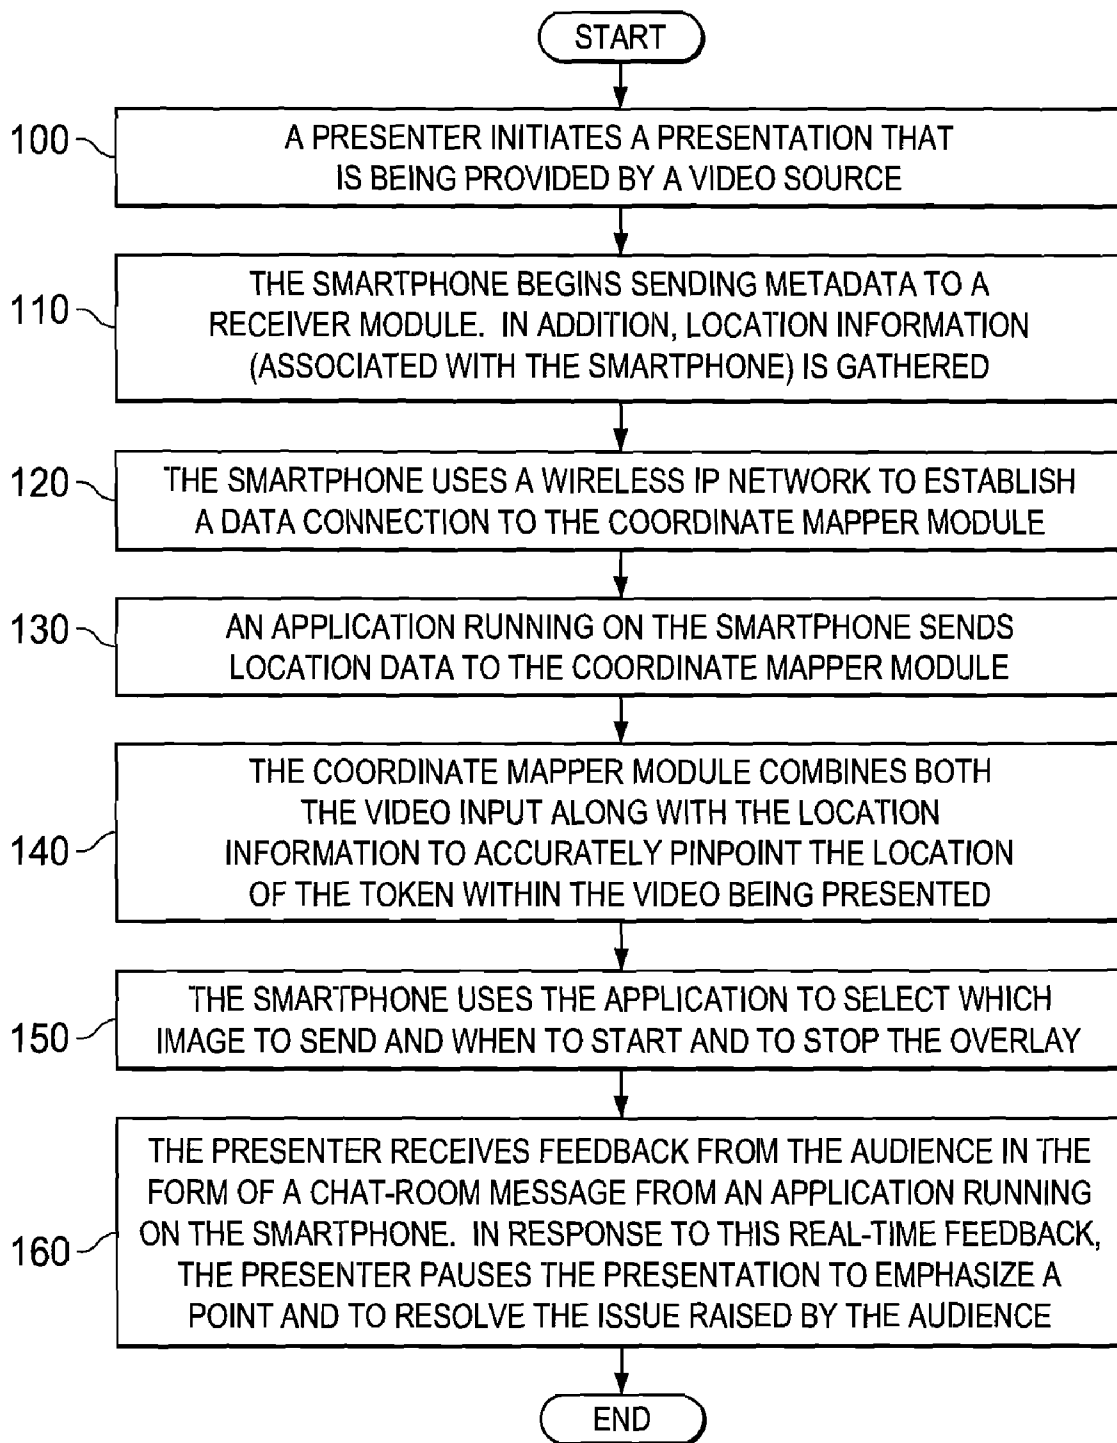 START
100
A PRESENTER INITIATES A PRESENTATION THAT
IS BEING PROVIDED BY A VIDEO SOURCE
110
THE SMARTPHONE BEGINS SENDING METADATA TO A
RECEIVER MODULE. IN ADDITION, LOCATION INFORMATION
(ASSOCIATED WITH THE SMARTPHONE) IS GATHERED
120
THE SMARTPHONE USES A WIRELESS IP NETWORK TO ESTABLISH
A DATA CONNECTION TO THE COORDINATE MAPPER MODULE
130
AN APPLICATION RUNNING ON THE SMARTPHONE SENDS
LOCATION DATA TO THE COORDINATE MAPPER MODULE
140
THE COORDINATE MAPPER MODULE COMBINES BOTH
THE VIDEO INPUT ALONG WITH THE LOCATION
INFORMATION TO ACCURATELY PINPOINT THE LOCATION
OF THE TOKEN WITHIN THE VIDEO BEING PRESENTED
150
THE SMARTPHONE USES THE APPLICATION TO SELECT WHICH
IMAGE TO SEND AND WHEN TO START AND TO STOP THE OVERLAY
160
THE PRESENTER RECEIVES FEEDBACK FROM THE AUDIENCE IN THE
FORM OF A CHAT-ROOM MESSAGE FROM AN APPLICATION RUNNING
ON THE SMARTPHONE. IN RESPONSE TO THIS REAL-TIME FEEDBACK,
THE PRESENTER PAUSES THE PRESENTATION TO EMPHASIZE A
POINT AND TO RESOLVE THE ISSUE RAISED BY THE AUDIENCE
END